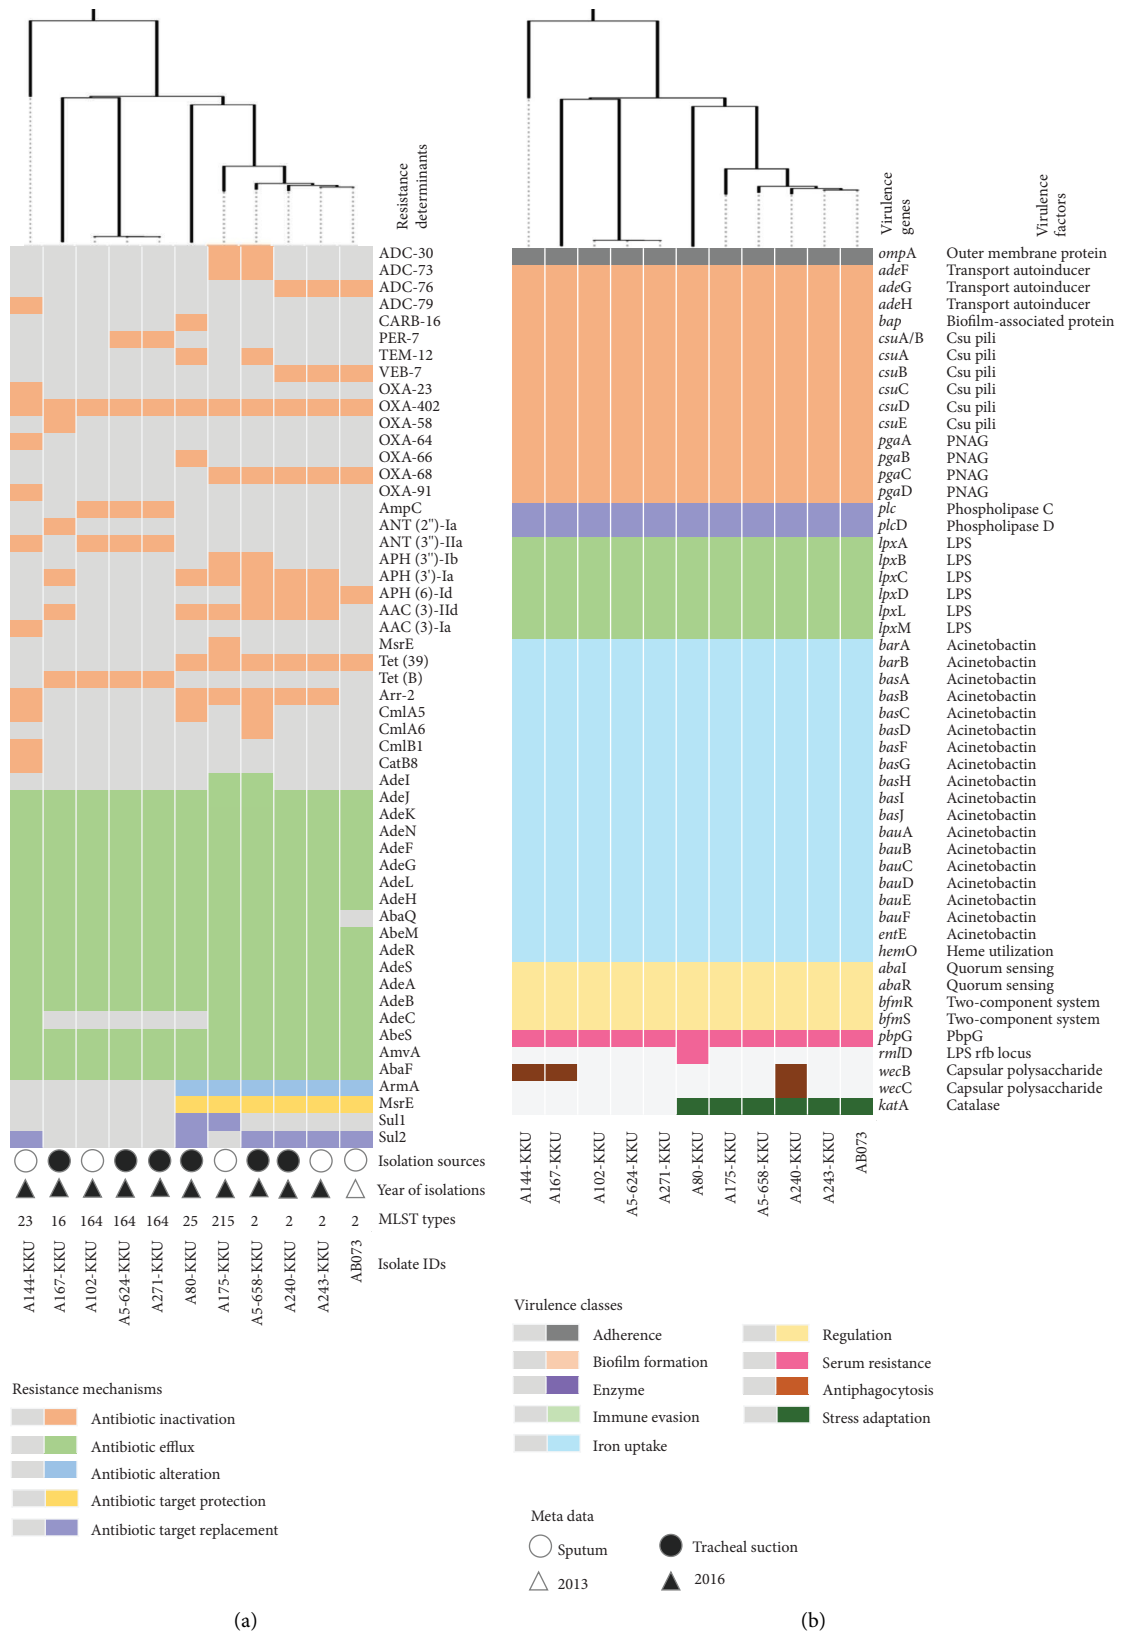 Resistance
determinants
ADC-30
ADC-73
ADC-76
ADC-79
CARB-16
PER-7
TEM-12
VEB-7
OXA-23
OXA-402
OXA-58
OXA-64
OXA-66
OXA-68
OXA-91
AmpC
ANT (2")-Ia
ANT (3")-IIa
APH (3")-Ib
APH (3')-Ia
APH (6)-Id
AAC (3)-IId
AAC (3)-Ia
MsrE
Tet (39)
Tet (B)
Arr-2
CmlA5
CmlA6
CmlB1
CatB8
AdeI
AdeJ
AdeK
AdeN
AdeF
AdeG
AdeL
AdeH
AbaQ
AbeM
AdeR
AdeS
AdeA
AdeB
AdeC
AbeS
AmvA
AbaF
ArmA
MsrE
Sul1
Sul2
Isolation sources
Year of isolations
23 16 164 164 164 25 215 2 2 2 2 MLST types
A144-KKU A167-KKU A102-KKU A5-624-KKU A271-KKU A80-KKU A175-KKU A5-658-KKU A240-KKU A243-KKU AB073 Isolate IDs
Resistance mechanisms
Antibiotic inactivation
Antibiotic efflux
Antibiotic alteration
Antibiotic target protection
Antibiotic target replacement
(a)
Virulence
genes
Virulence
factors
ompA Outer membrane protein
adeF Transport autoinducer
adeG Transport autoinducer
adeH Transport autoinducer
bap Biofilm-associated protein
csuA/B Csu pili
csuA Csu pili
csuB Csu pili
csuC Csu pili
csuD Csu pili
csuE Csu pili
pgaA PNAG
pgaB PNAG
pgaC PNAG
pgaD PNAG
plc Phospholipase C
plcD Phospholipase D
lpxA LPS
lpxB LPS
lpxC LPS
lpxD LPS
lpxL LPS
lpxM LPS
barA Acinetobactin
barB Acinetobactin
basA Acinetobactin
basB Acinetobactin
basC Acinetobactin
basD Acinetobactin
basF Acinetobactin
basG Acinetobactin
basH Acinetobactin
basI Acinetobactin
basJ Acinetobactin
bauA Acinetobactin
bauB Acinetobactin
bauC Acinetobactin
bauD Acinetobactin
bauE Acinetobactin
bauF Acinetobactin
entE Acinetobactin
hemO Heme utilization
abaI Quorum sensing
abaR Quorum sensing
bfmR Two-component system
bfmS Two-component system
pbpG PbpG
rmlD LPS rfb locus
wecB Capsular polysaccharide
wecC Capsular polysaccharide
katA Catalase
A144-KKU A167-KKU A102-KKU A5-624-KKU A271-KKU A80-KKU A175-KKU A5-658-KKU A240-KKU A243-KKU AB073
Virulence classes
Adherence
Biofilm formation
Enzyme
Immune evasion
Iron uptake
Regulation
Serum resistance
Antiphagocytosis
Stress adaptation
Meta data
Sputum
Tracheal suction
2013
2016
(b)